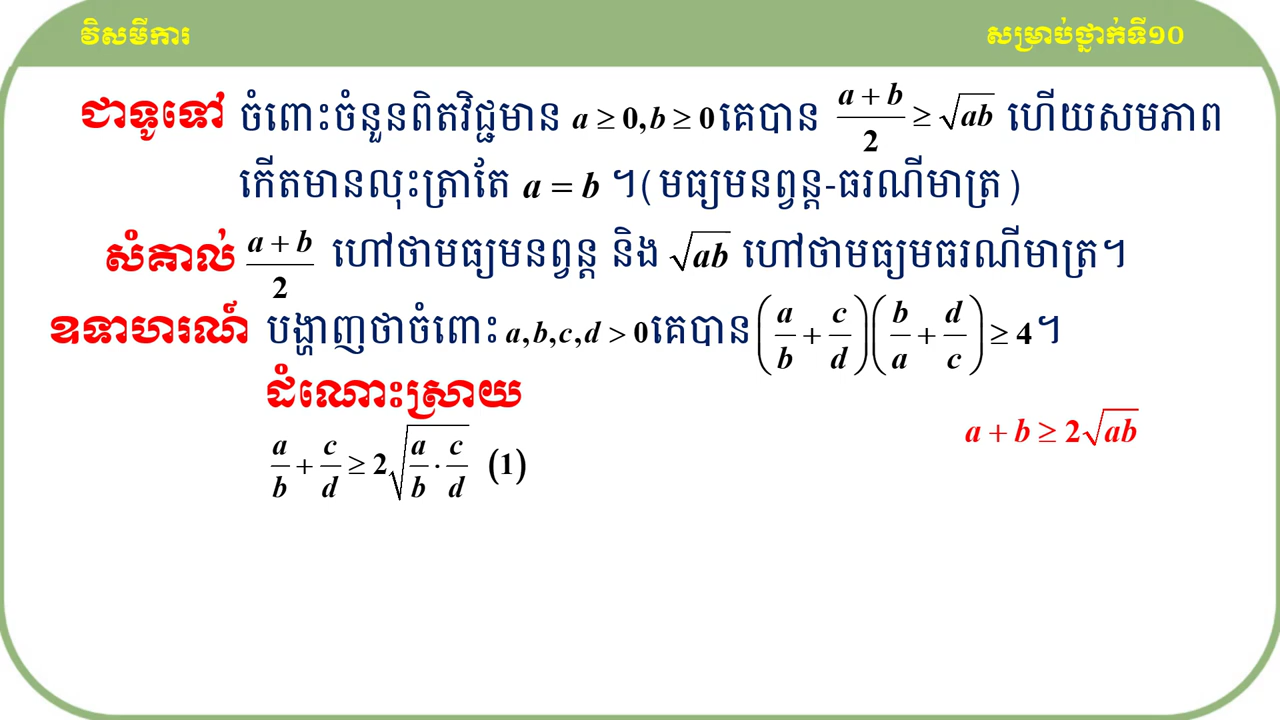 វិសមីការ
សម្រាប់ថ្នាក់ទី១០
ជាទូទៅ ចំពោះចំនួនពិតវិជ្ជមាន a ≥ 0, b ≥ 0 គេបាន (a + b)/2 ≥ √(ab) ហើយសមភាព
កើតមានលុះត្រាតែ a = b ។ ( មធ្យមនព្វន្ត-ធរណីមាត្រ )
សំគាល់ (a + b)/2 ហៅថាមធ្យមនព្វន្ត និង √(ab) ហៅថាមធ្យមធរណីមាត្រ។
ឧទាហរណ៍ បង្ហាញថាចំពោះ a, b, c, d > 0 គេបាន (a/b + c/d)(b/a + d/c) ≥ 4 ។
ដំណោះស្រាយ
a + b ≥ 2√(ab)
a/b + c/d ≥ 2√(a/b · c/d) (1)